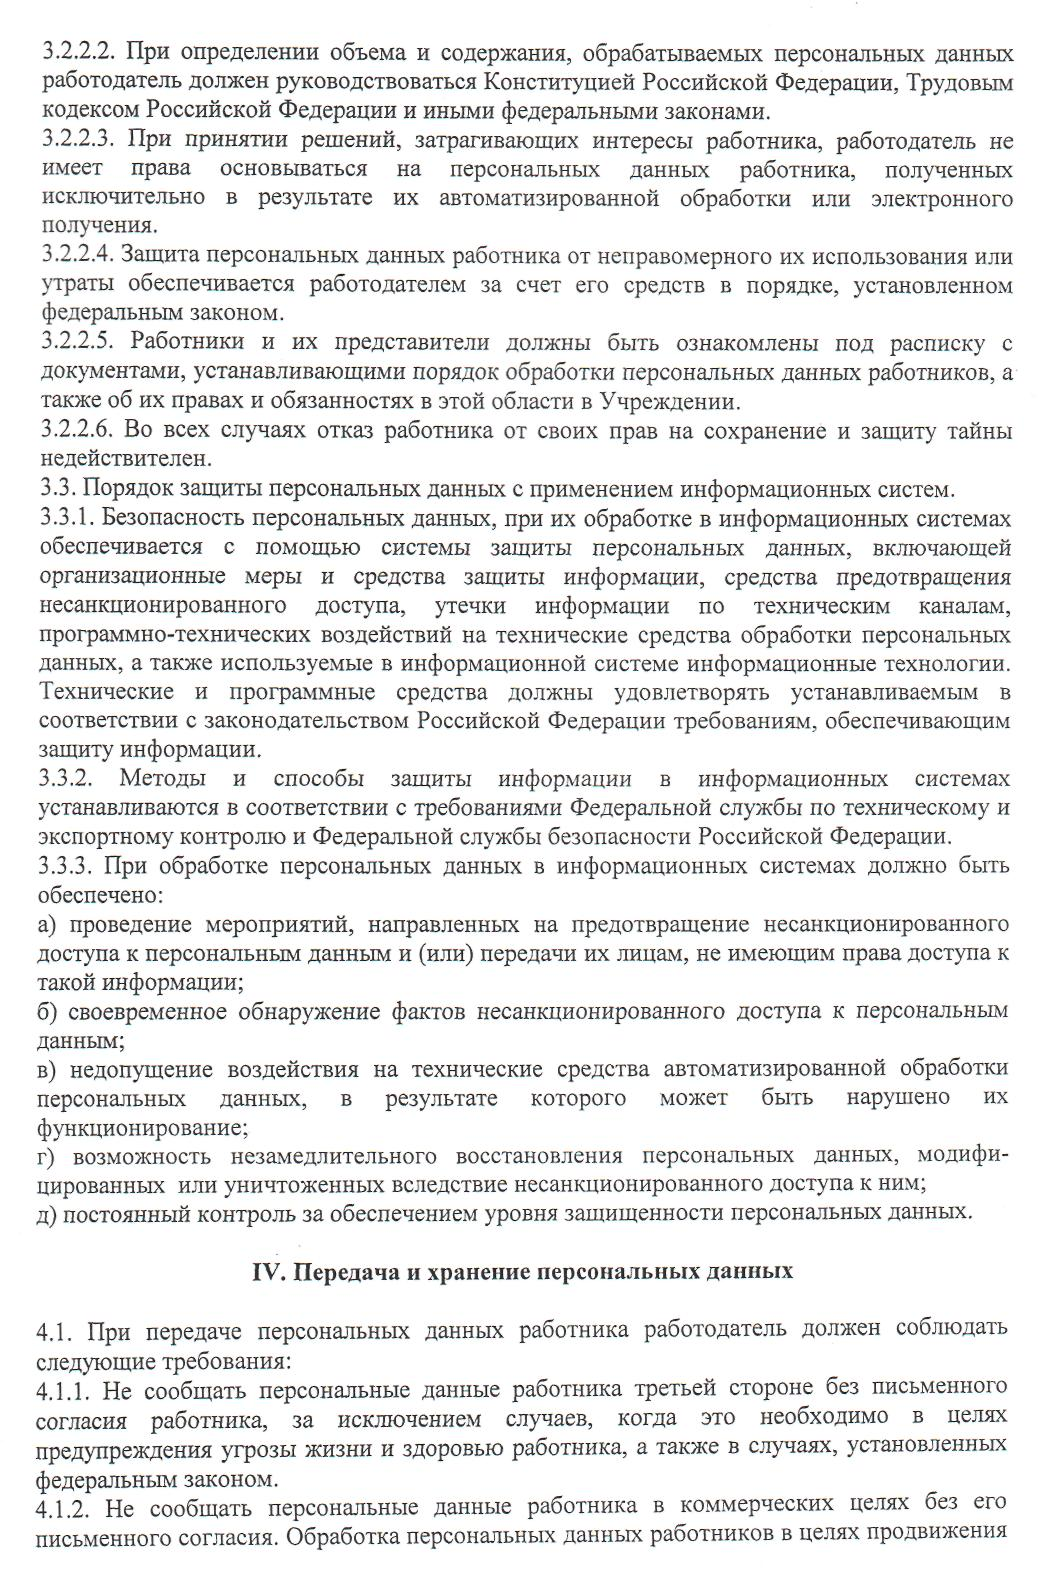 3.2.2.2. При определении объема и содержания, обрабатываемых персональных данных
работодатель должен руководствоваться Конституцией Российской Федерации, Трудовым
кодексом Российской Федерации и иными федеральными законами.
3.2.2.3. При принятии решений, затрагивающих интересы работника, работодатель не
имеет права основываться на персональных данных работника, полученных
исключительно в результате их автоматизированной обработки или электронного
получения.
3.2.2.4. Защита персональных данных работника от неправомерного их использования или
утраты обеспечивается работодателем за счет его средств в порядке, установленном
федеральным законом.
3.2.2.5. Работники и их представители должны быть ознакомлены под расписку с
документами, устанавливающими порядок обработки персональных данных работников, а
также об их правах и обязанностях в этой области в Учреждении.
3.2.2.6. Во всех случаях отказ работника от своих прав на сохранение и защиту тайны
недействителен.
3.3. Порядок защиты персональных данных с применением информационных систем.
3.3.1. Безопасность персональных данных, при их обработке в информационных системах
обеспечивается с помощью системы защиты персональных данных, включающей
организационные меры и средства защиты информации, средства предотвращения
несанкционированного доступа, утечки информации по техническим каналам,
программно-технических воздействий на технические средства обработки персональных
данных, а также используемые в информационной системе информационные технологии.
Технические и программные средства должны удовлетворять устанавливаемым в
соответствии с законодательством Российской Федерации требованиям, обеспечивающим
защиту информации.
3.3.2. Методы и способы защиты информации в информационных системах
устанавливаются в соответствии с требованиями Федеральной службы по техническому и
экспортному контролю и Федеральной службы безопасности Российской Федерации.
3.3.3. При обработке персональных данных в информационных системах должно быть
обеспечено:
а) проведение мероприятий, направленных на предотвращение несанкционированного
доступа к персональным данным и (или) передачи их лицам, не имеющим права доступа к
такой информации;
б) своевременное обнаружение фактов несанкционированного доступа к персональным
данным;
в) недопущение воздействия на технические средства автоматизированной обработки
персональных данных, в результате которого может быть нарушено их
функционирование;
г) возможность незамедлительного восстановления персональных данных, модифи-
цированных или уничтоженных вследствие несанкционированного доступа к ним;
д) постоянный контроль за обеспечением уровня защищенности персональных данных.
IV. Передача и хранение персональных данных
4.1. При передаче персональных данных работника работодатель должен соблюдать
следующие требования:
4.1.1. Не сообщать персональные данные работника третьей стороне без письменного
согласия работника, за исключением случаев, когда это необходимо в целях
предупреждения угрозы жизни и здоровью работника, а также в случаях, установленных
федеральным законом.
4.1.2. Не сообщать персональные данные работника в коммерческих целях без его
письменного согласия. Обработка персональных данных работников в целях продвижения